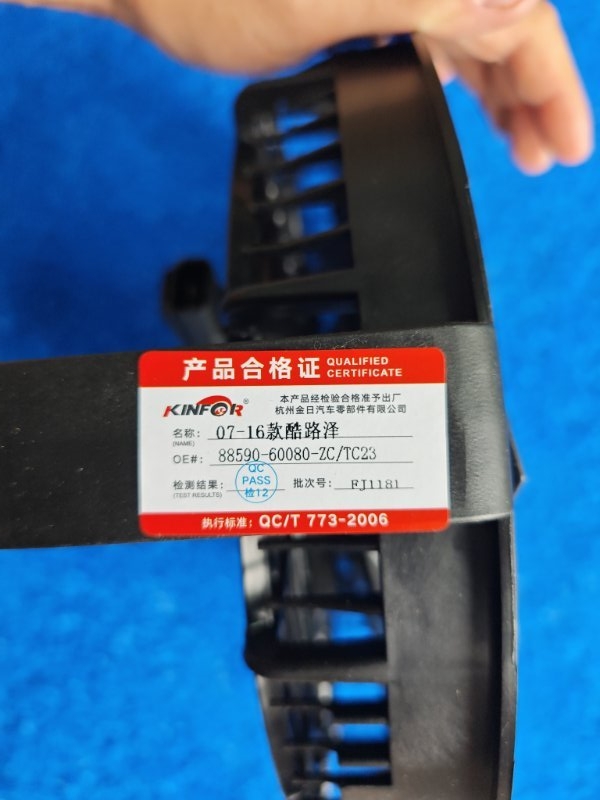 产品合格证 QUALIFIED CERTIFICATE
KINFOR®
本产品经检验合格准予出厂
杭州金日汽车零部件有限公司
名称: 07-16款酷路泽
(NAME)
OE#: 88590-60080-ZC/TC23
检测结果: QC PASS 检12 批次号: FJ1181
(TEST RESULTS)
执行标准: QC/T 773-2006